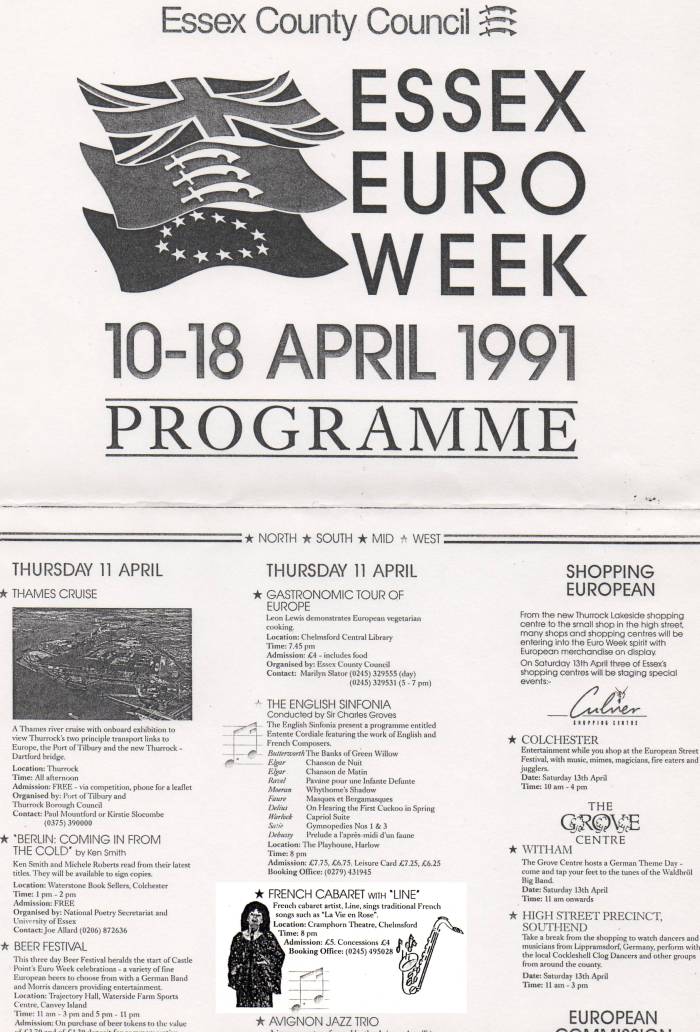 Essex County Council
ESSEX
EURO
WEEK
10-18 APRIL 1991
PROGRAMME
★ NORTH ★ SOUTH ★ MID ☆ WEST
THURSDAY 11 APRIL
★ THAMES CRUISE
A Thames river cruise with onboard exhibition to
view Thurrock's two principle transport links to
Europe, the Port of Tilbury and the new Thurrock -
Dartford bridge.
Location: Thurrock
Time: All afternoon
Admission: FREE - via competition, phone for a leaflet
Organised by: Port of Tilbury and
Thurrock Borough Council
Contact: Paul Mountford or Kirstie Slocombe
(0375) 390000
★ "BERLIN: COMING IN FROM
THE COLD" by Ken Smith
Ken Smith and Michele Roberts read from their latest
titles. They will be available to sign copies.
Location: Waterstone Book Sellers, Colchester
Time: 1 pm - 2 pm
Admission: FREE
Organised by: National Poetry Secretariat and
University of Essex
Contact: Joe Allard (0206) 872636
★ BEER FESTIVAL
This three day Beer Festival heralds the start of Castle
Point's Euro Week celebrations - a variety of fine
European beers to choose from with a German Band
and Morris dancers providing entertainment.
Location: Trajectory Hall, Waterside Farm Sports
Centre, Canvey Island
Time: 11 am - 3 pm and 5 pm - 11 pm
Admission: On purchase of beer tokens to the value
THURSDAY 11 APRIL
★ GASTRONOMIC TOUR OF
EUROPE
Leon Lewis demonstrates European vegetarian
cooking.
Location: Chelmsford Central Library
Time: 7.45 pm
Admission: £4 - includes food
Organised by: Essex County Council
Contact: Marilyn Slator (0245) 329555 (day)
(0245) 329531 (5 - 7 pm)
☆ THE ENGLISH SINFONIA
Conducted by Sir Charles Groves
The English Sinfonia present a programme entitled
Entente Cordiale featuring the work of English and
French Composers.
Butterworth The Banks of Green Willow
Elgar Chanson de Nuit
Elgar Chanson de Matin
Ravel Pavane pour une Infante Defunte
Moeran Whythorne's Shadow
Faure Masques et Bergamasques
Delius On Hearing the First Cuckoo in Spring
Warlock Capriol Suite
Satie Gymnopedies Nos 1 & 3
Debussy Prelude a l'après-midi d'un faune
Location: The Playhouse, Harlow
Time: 8 pm
Admission: £7.75, £6.75. Leisure Card £7.25, £6.25
Booking Office: (0279) 431945
★ FRENCH CABARET WITH "LINE"
French cabaret artist, Line, sings traditional French
songs such as "La Vie en Rose".
Location: Cramphorn Theatre, Chelmsford
Time: 8 pm
Admission: £5. Concessions £4
Booking Office: (0245) 495028
★ AVIGNON JAZZ TRIO
SHOPPING
EUROPEAN
From the new Thurrock Lakeside shopping
centre to the small shop in the high street,
many shops and shopping centres will be
entering into the Euro Week spirit with
European merchandise on display.
On Saturday 13th April three of Essex's
shopping centres will be staging special
events:-
Culver
SHOPPING CENTRE
★ COLCHESTER
Entertainment while you shop at the European Street
Festival, with music, mimes, magicians, fire eaters and
jugglers.
Date: Saturday 13th April
Time: 10 am - 4 pm
THE
GROVE
CENTRE
★ WITHAM
The Grove Centre hosts a German Theme Day -
come and tap your feet to the tunes of the Waldbröl
Big Band.
Date: Saturday 13th April
Time: 11 am onwards
★ HIGH STREET PRECINCT,
SOUTHEND
Take a break from the shopping to watch dancers and
musicians from Lippramsdorf, Germany, perform with
the local Cockleshell Clog Dancers and other groups
from around the county.
Date: Saturday 13th April
Time: 11 am - 3 pm
EUROPEAN
COMMISSION